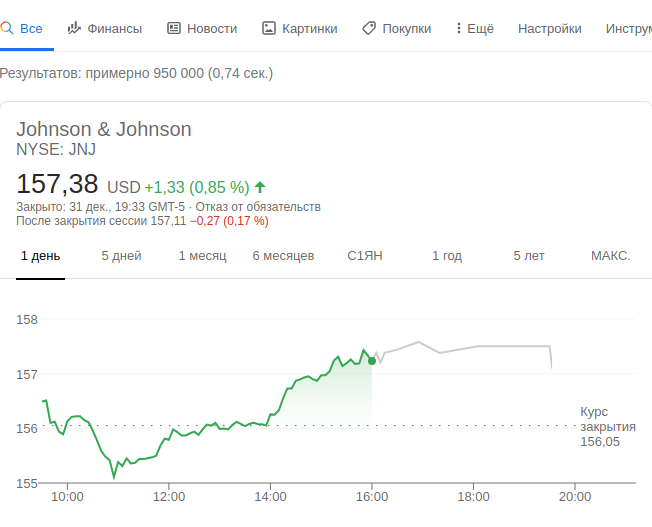 Все Финансы Новости Картинки Покупки Ещё Настройки Инструм
Результатов: примерно 950 000 (0,74 сек.)
Johnson & Johnson
NYSE: JNJ
157,38 USD +1,33 (0,85 %)
Закрыто: 31 дек., 19:33 GMT-5 · Отказ от обязательств
После закрытия сессии 157,11 −0,27 (0,17 %)
1 день 5 дней 1 месяц 6 месяцев С1ЯН 1 год 5 лет МАКС.
158
157
156
155
Курс
закрытия
156,05
10:00 12:00 14:00 16:00 18:00 20:00